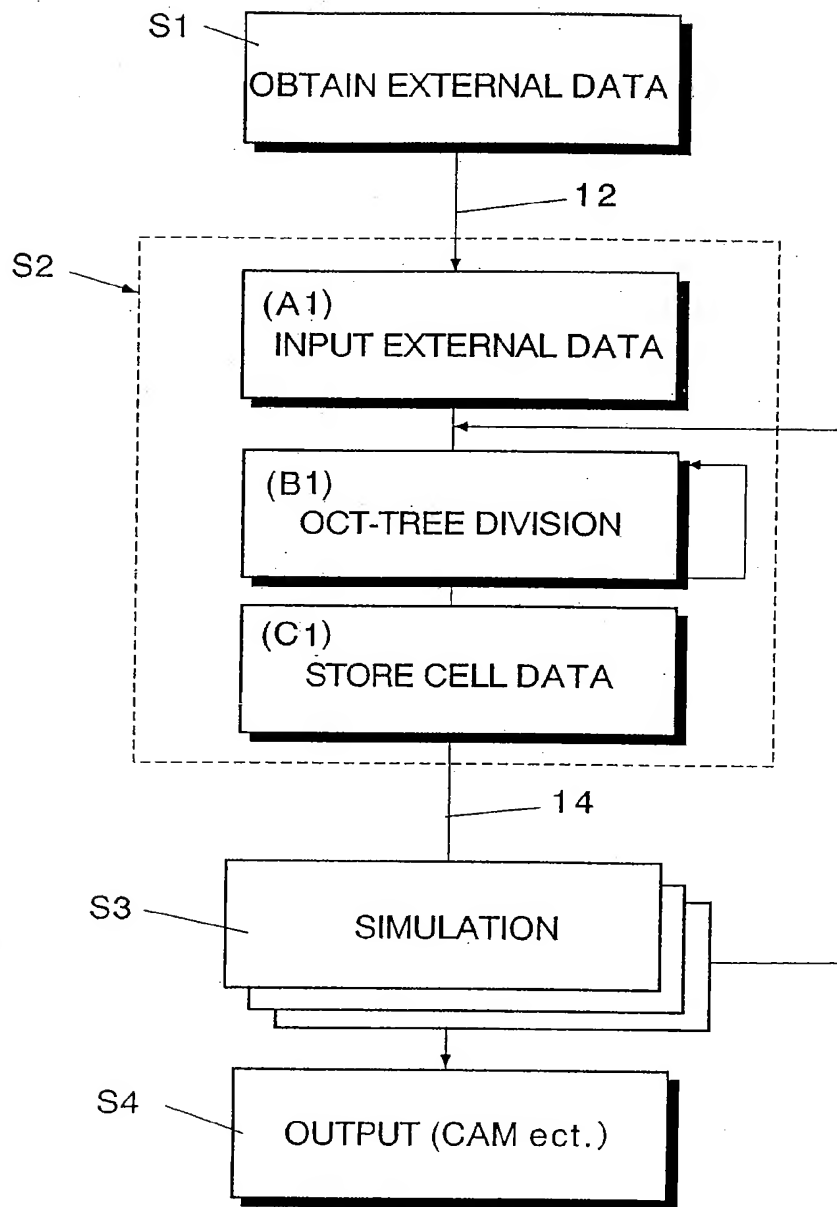 S1
OBTAIN EXTERNAL DATA
12
S2
(A1)
INPUT EXTERNAL DATA
(B1)
OCT-TREE DIVISION
(C1)
STORE CELL DATA
14
S3
SIMULATION
S4
OUTPUT (CAM ect.)